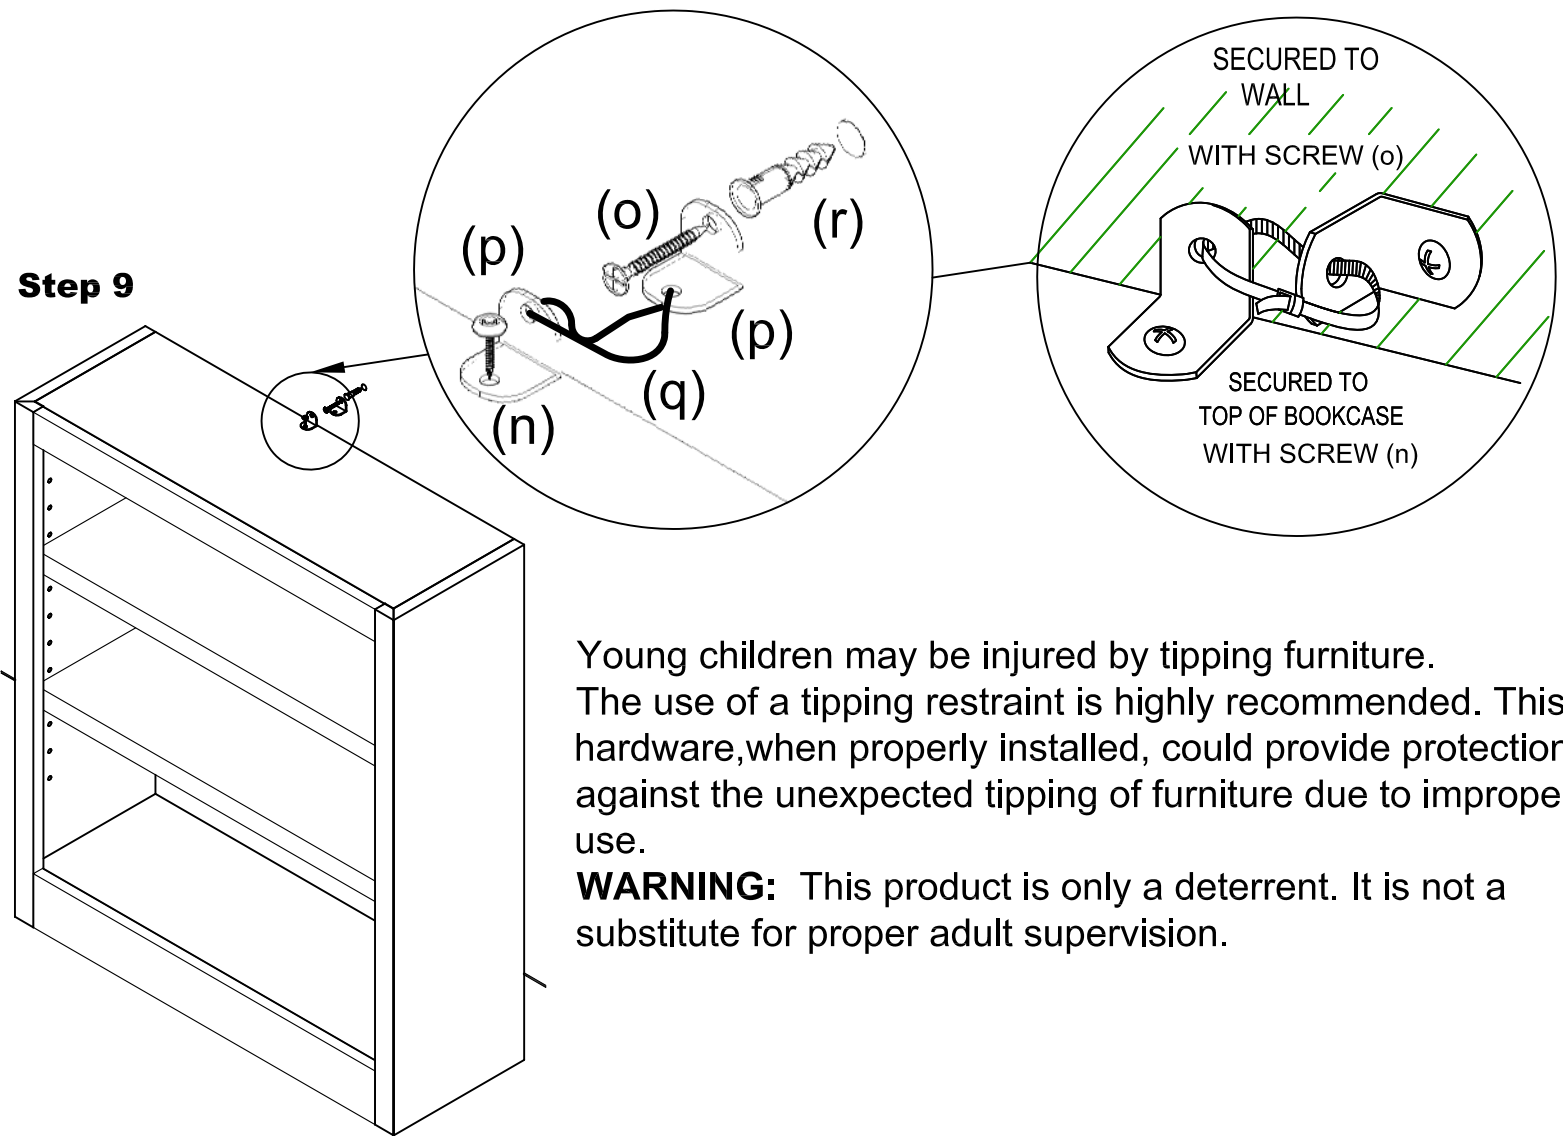 Step 9
(p)
(o)
(r)
(p)
(q)
(n)
SECURED TO
WALL
WITH SCREW (o)
SECURED TO
TOP OF BOOKCASE
WITH SCREW (n)
Young children may be injured by tipping furniture.
The use of a tipping restraint is highly recommended. This
hardware,when properly installed, could provide protection
against the unexpected tipping of furniture due to imprope
use.
WARNING: This product is only a deterrent. It is not a
substitute for proper adult supervision.